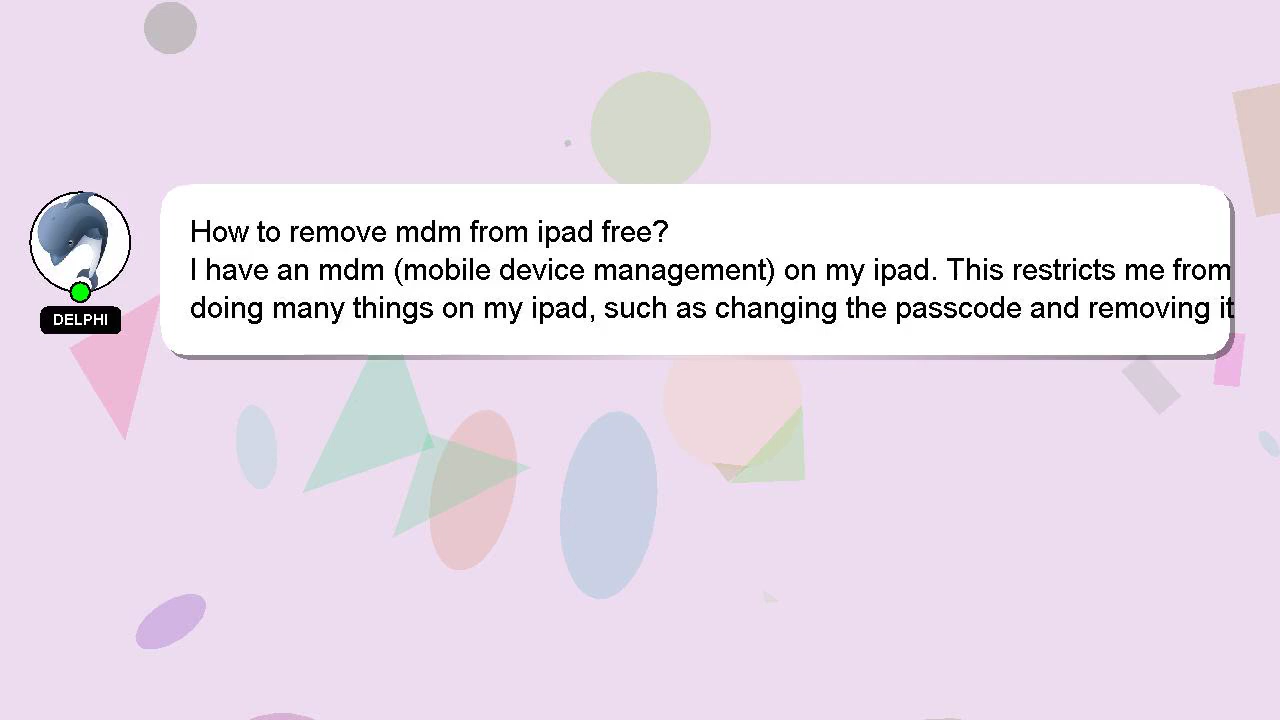 How to remove mdm from ipad free?
I have an mdm (mobile device management) on my ipad. This restricts me from
doing many things on my ipad, such as changing the passcode and removing it
DELPHI